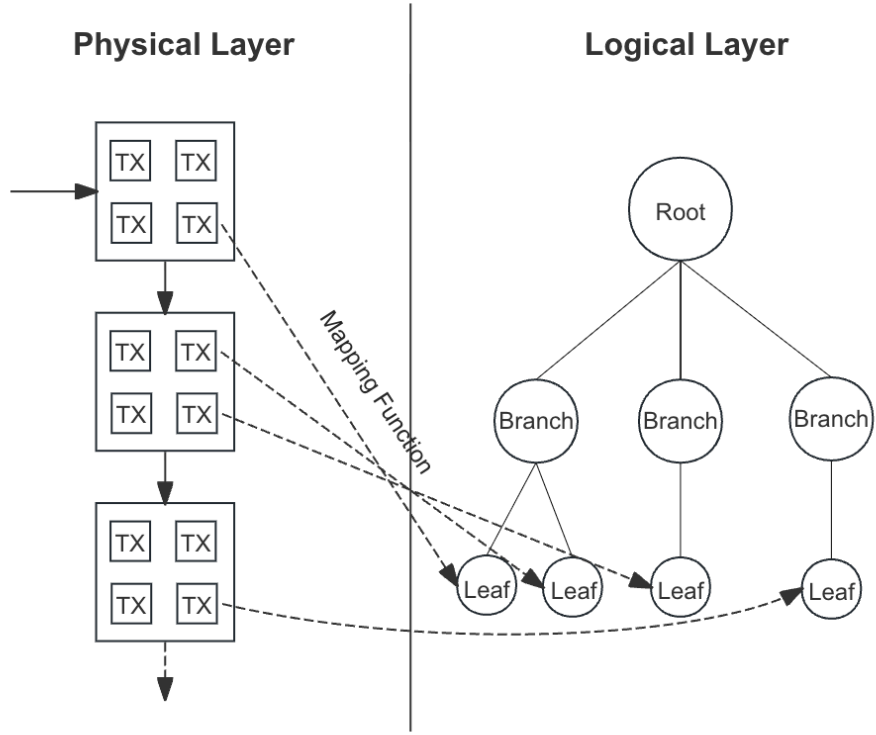 Physical Layer
Logical Layer
TX TX
TX TX
TX TX
TX TX
TX TX
TX TX
Mapping Function
Root
Branch Branch Branch
Leaf Leaf Leaf Leaf